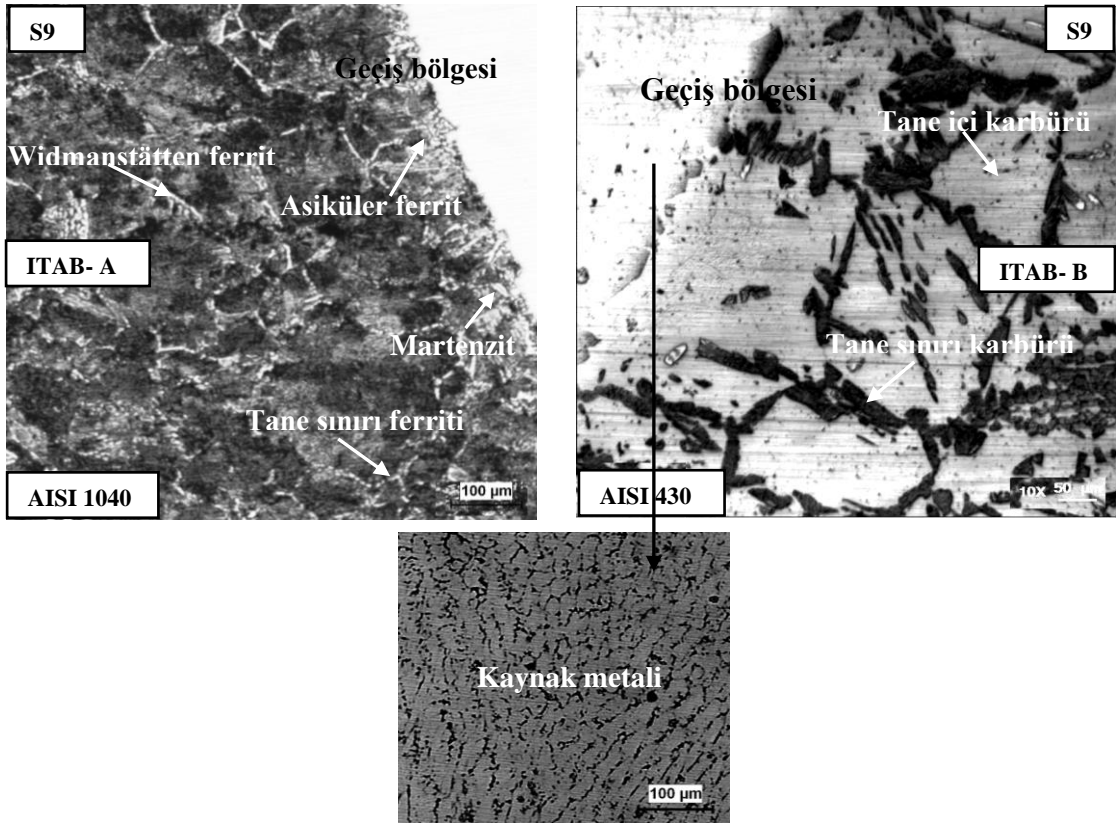 S9
Geçiş bölgesi
Widmanstätten ferrit
Asiküler ferrit
ITAB- A
Martenzit
Tane sınırı ferriti
AISI 1040
100 µm
S9
Geçiş bölgesi
Tane içi karbürü
ITAB- B
Tane sınırı karbürü
AISI 430
10X 50 µm
Kaynak metali
100 µm